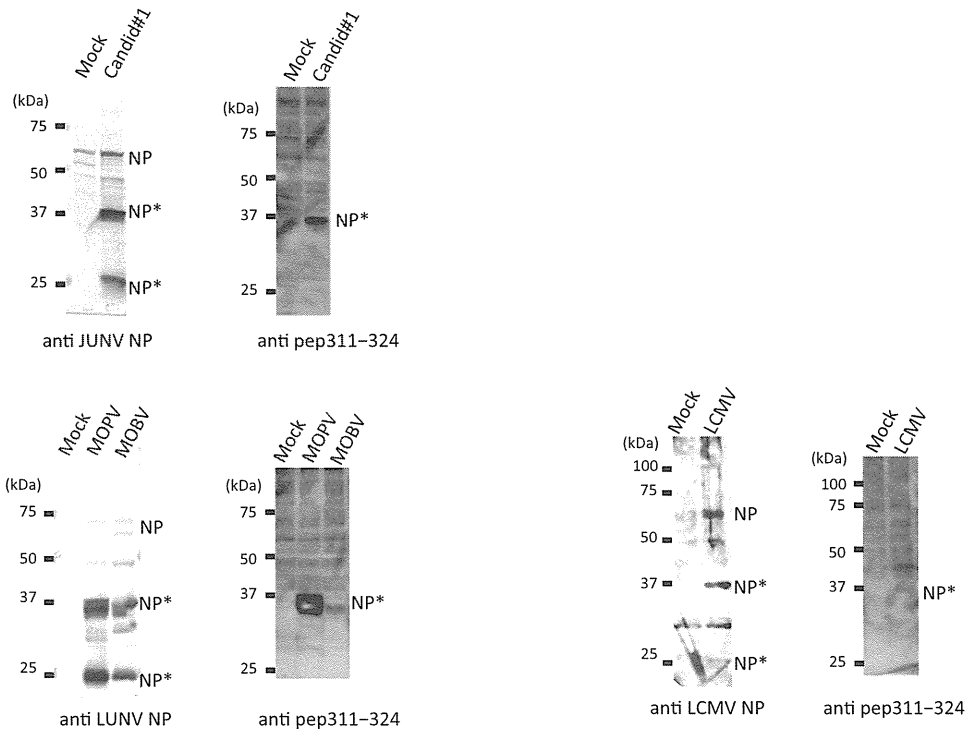 Mock
Candid#1
(kDa)
75
50
37
25
NP
NP*
NP*
anti JUNV NP
Mock
Candid#1
(kDa)
75
50
37
25
NP*
anti pep311–324
Mock
MOPV
MOBV
(kDa)
75
50
37
25
NP
NP*
NP*
anti LUNV NP
Mock
MOPV
MOBV
(kDa)
75
50
37
25
NP*
anti pep311–324
Mock
LCMV
(kDa)
100
75
50
37
25
NP
NP*
NP*
anti LCMV NP
Mock
LCMV
(kDa)
100
75
50
37
25
NP*
anti pep311–324